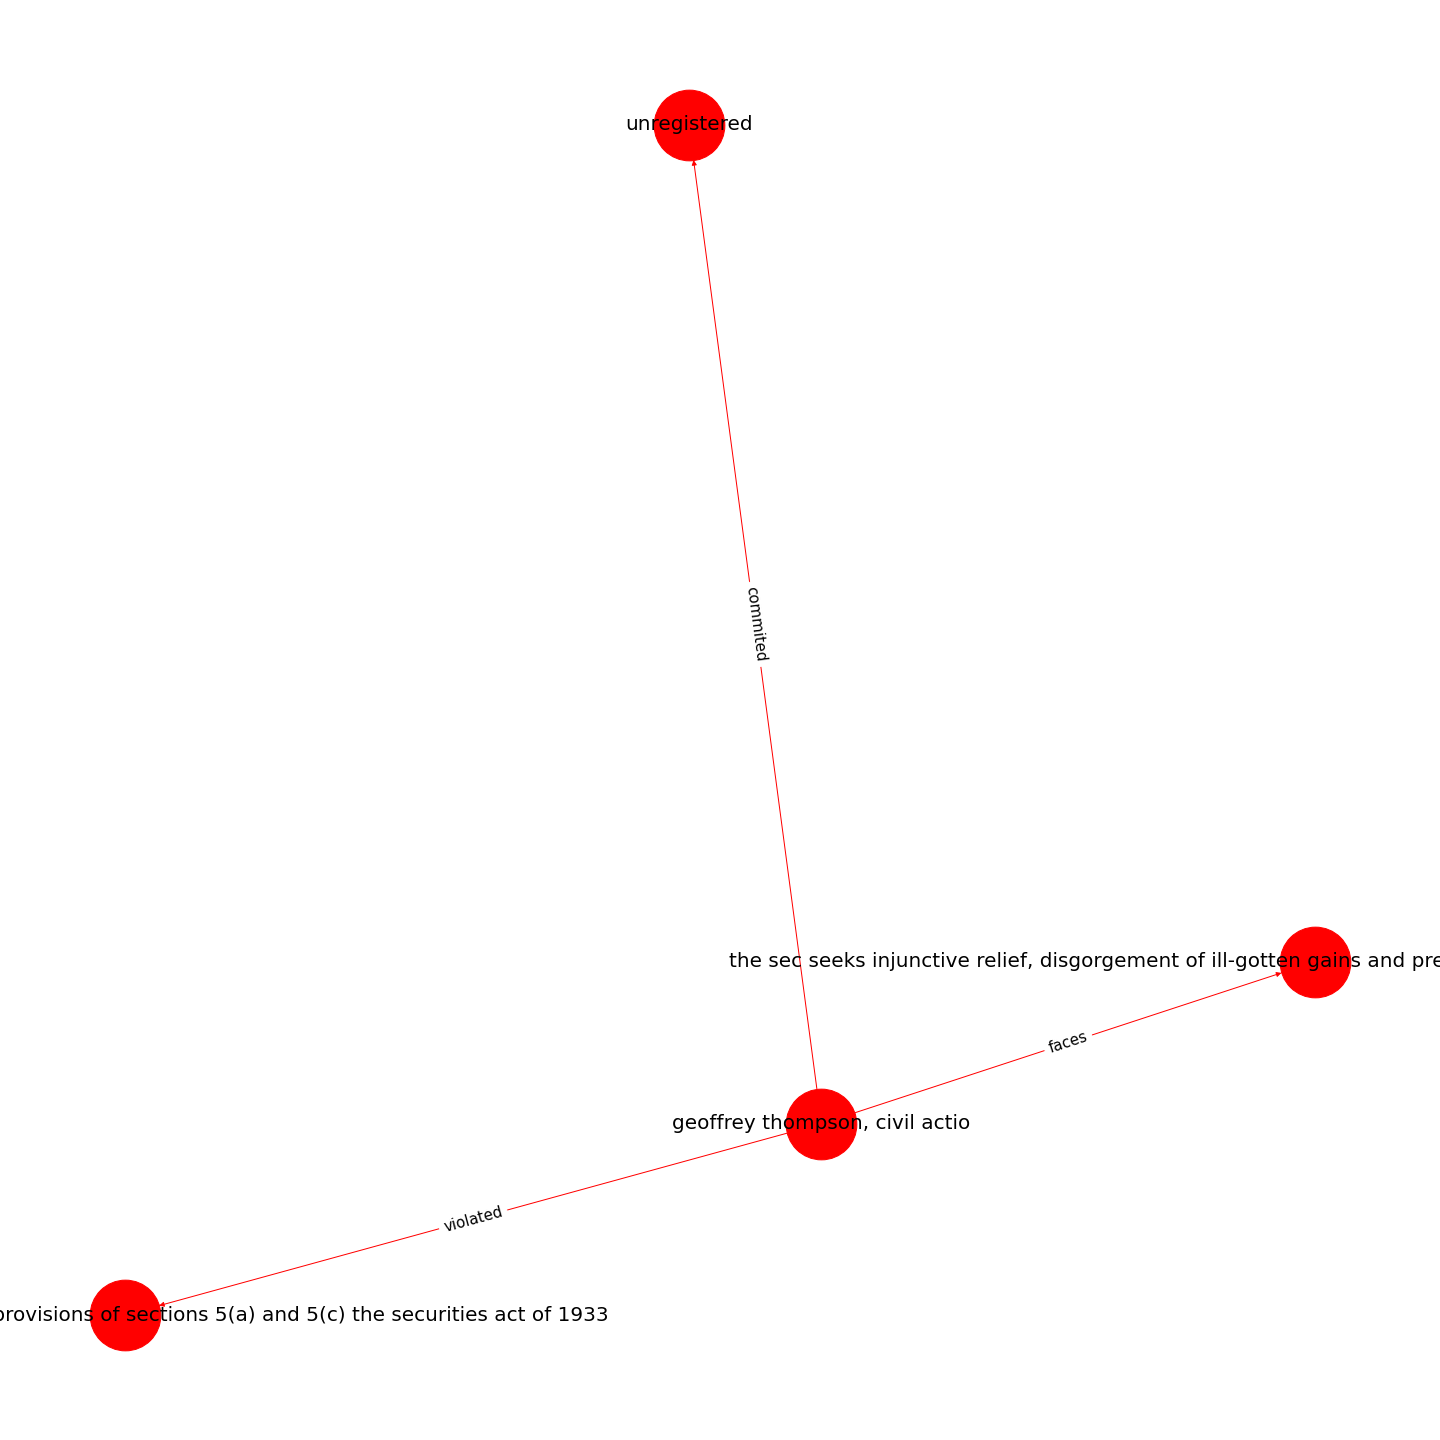 unregistered
commited
the sec seeks injunctive relief, disgorgement of ill-gotten gains and pre
faces
geoffrey thompson, civil actio
violated
provisions of sections 5(a) and 5(c) the securities act of 1933